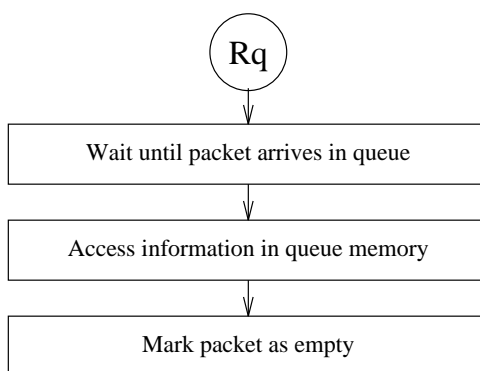 Rq
Wait until packet arrives in queue
Access information in queue memory
Mark packet as empty